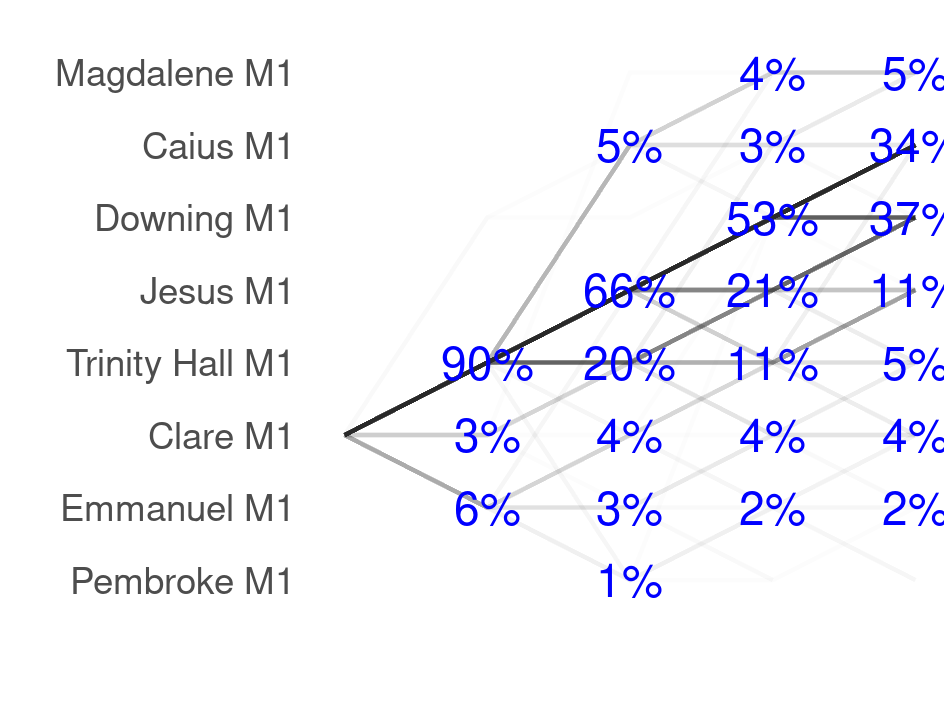 Magdalene M1 4% 5%
Caius M1 5% 3% 34%
Downing M1 53% 37%
Jesus M1 66% 21% 11%
Trinity Hall M1 90% 20% 11% 5%
Clare M1 3% 4% 4% 4%
Emmanuel M1 6% 3% 2% 2%
Pembroke M1 1%